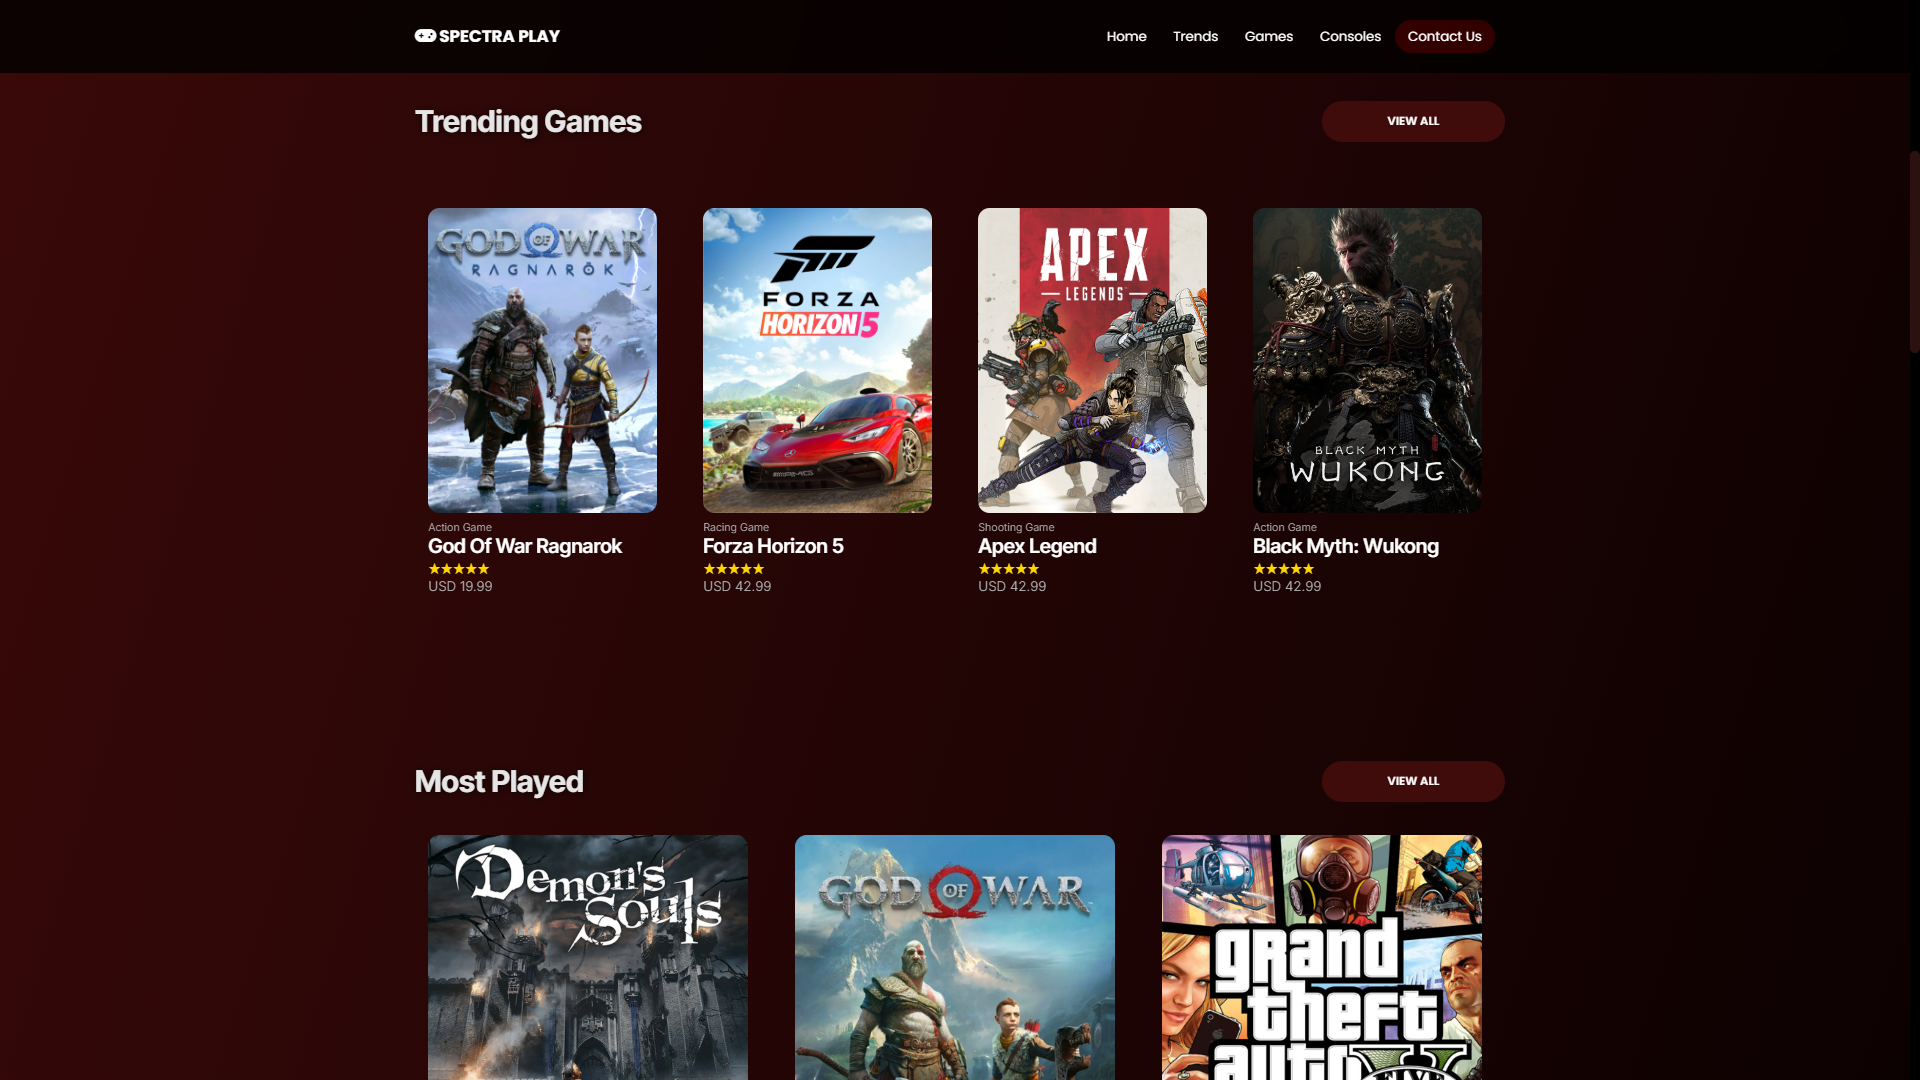 SPECTRA PLAY
Home Trends Games Consoles Contact Us
Trending Games
VIEW ALL
GOD OF WAR
RAGNARÖK
FORZA
HORIZON 5
APEX
LEGENDS
BLACK MYTH
WUKONG
Action Game
God Of War Ragnarok
★★★★★
USD 19.99
Racing Game
Forza Horizon 5
★★★★★
USD 42.99
Shooting Game
Apex Legend
★★★★★
USD 42.99
Action Game
Black Myth: Wukong
★★★★★
USD 42.99
Most Played
VIEW ALL
Demon's
Souls
GOD OF WAR
grand
theft
auto
V
FIVE